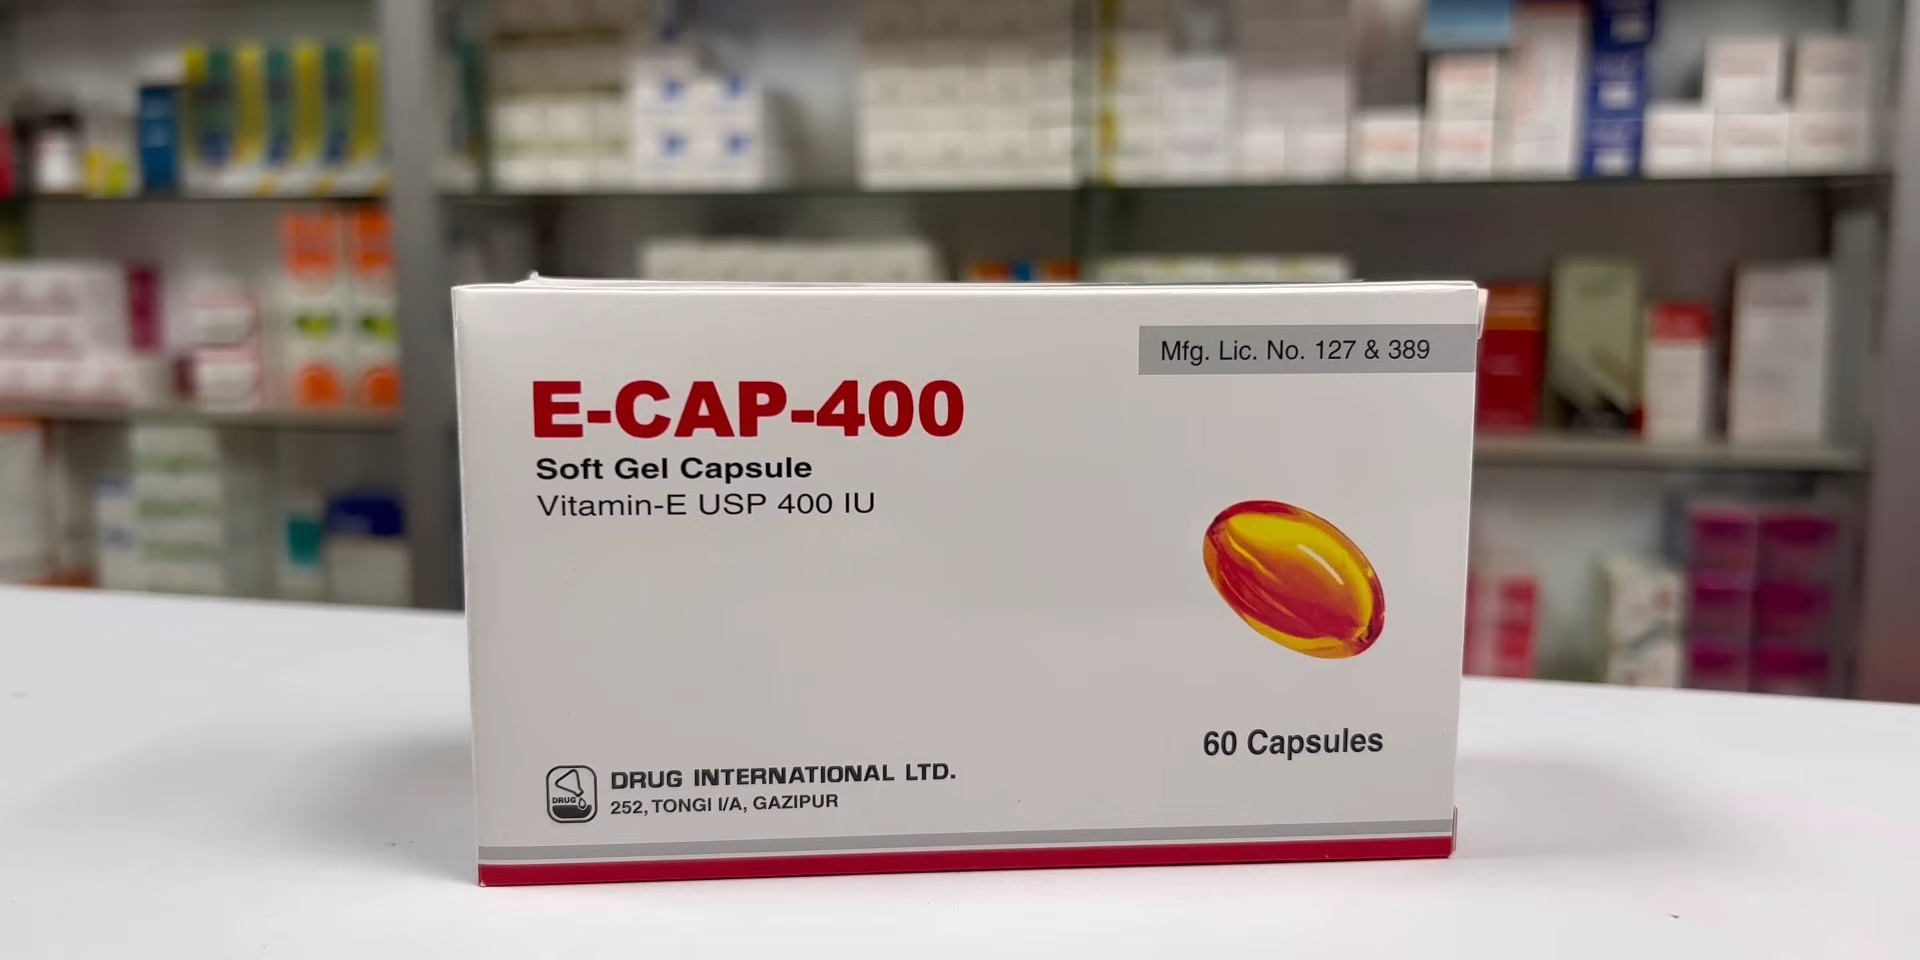 Mfg. Lic. No. 127 & 389
E-CAP-400
Soft Gel Capsule
Vitamin-E USP 400 IU
60 Capsules
DRUG
DRUG INTERNATIONAL LTD.
252, TONGI I/A, GAZIPUR